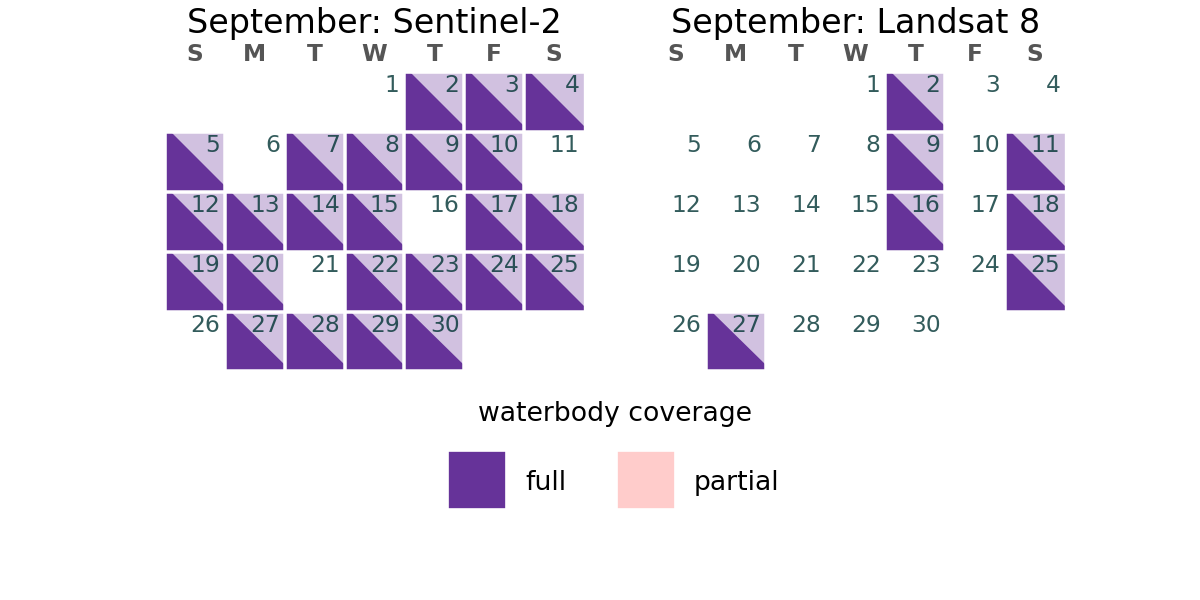 September: Sentinel-2
S M T W T F S
1 2 3 4
5 6 7 8 9 10 11
12 13 14 15 16 17 18
19 20 21 22 23 24 25
26 27 28 29 30
September: Landsat 8
S M T W T F S
1 2 3 4
5 6 7 8 9 10 11
12 13 14 15 16 17 18
19 20 21 22 23 24 25
26 27 28 29 30
waterbody coverage
full partial